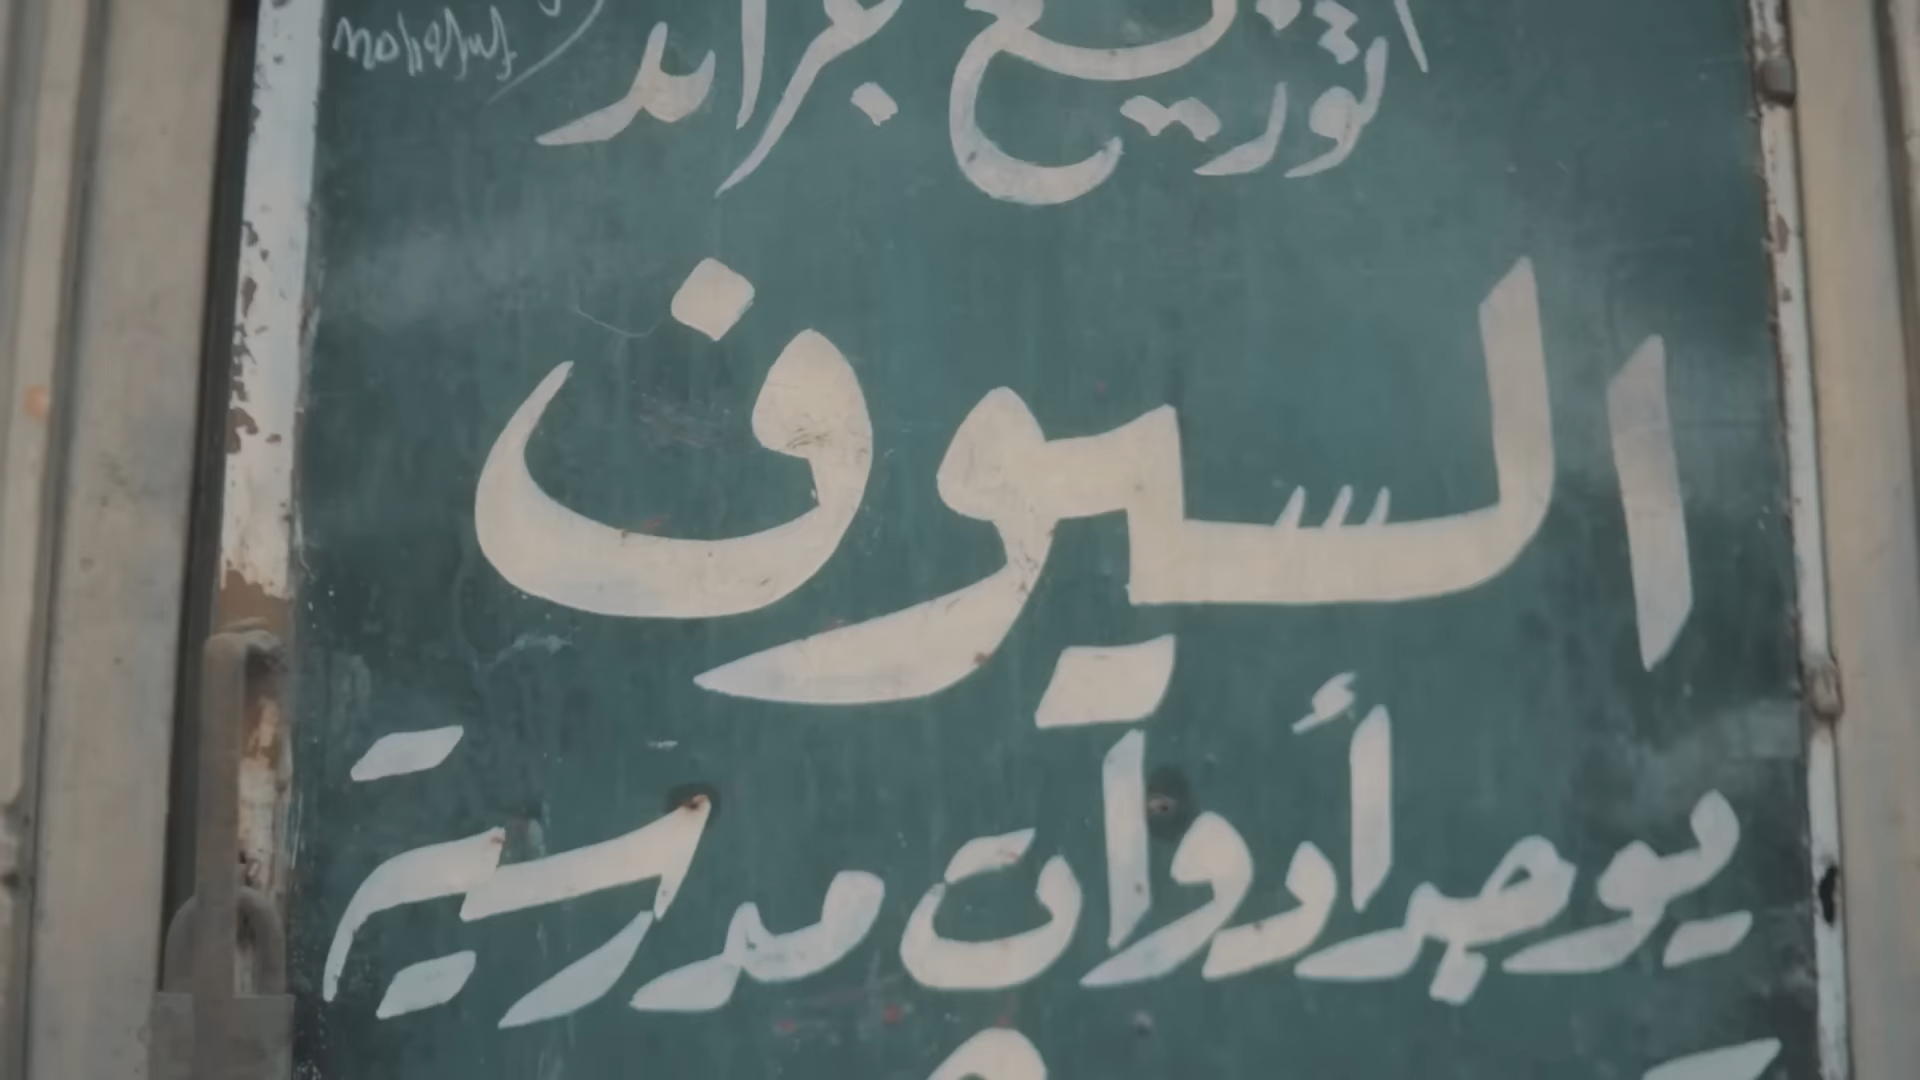 توزيع جرائد
السيوف
يوجد أدوات مدرسية